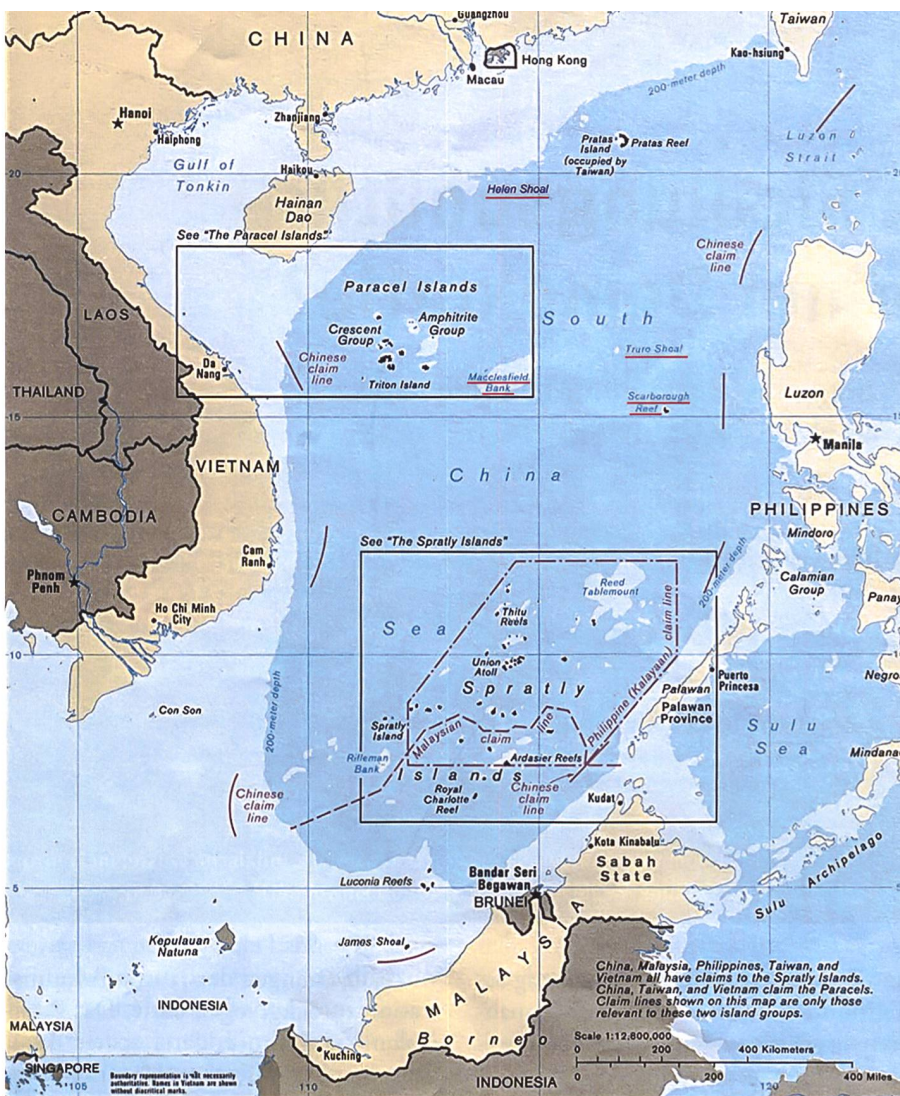 Guangzhou
Taiwan
CHINA
Hong Kong
Macau
Kao-hsiung
200-meter depth
Hanoi
Haiphong
Zhanjiang
Pratas
Island
(occupied by
Taiwan)
Pratas Reef
Luzon
Strait
Gulf of
Tonkin
Haikou
20
Helen Shoal
Hainan
Dao
See "The Paracel Islands"
Chinese
claim
line
Paracel Islands
LAOS
Amphitrite
Group
Crescent
Group
South
Chinese
claim
line
Truro Shoal
Da
Nang
Triton Island
Macclesfield
Bank
THAILAND
Scarborough
Reef
Luzon
15
Manila
VIETNAM
China
CAMBODIA
PHILIPPINES
Mindoro
See "The Spratly Islands"
Cam
Ranh
200-meter depth
Phnom
Penh
Reed
Tablemount
Calamian
Group
Panay
Ho Chi Minh
City
Thitu
Reefs
Sea
10
Union
Atoll
Philippine (Kalayaan) claim line
Negro
Spratly
Palawan
Puerto
Princesa
Palawan
Province
Con Son
200-meter depth
Spratly
Island
Malaysian
claim
line
Sulu
Sea
Rifleman
Bank
Ardasier Reefs
Mindana
Islands
Chinese
claim
line
Royal
Charlotte
Reef
Chinese
claim
line
Kudat
Kota Kinabalu
Sabah
State
Luconia Reefs
5
Bandar Seri
Begawan
BRUNEI
Sulu Archipelago
Kepulauan
Natuna
James Shoal
MALAYSIA
China, Malaysia, Philippines, Taiwan, and
Vietnam all have claims to the Spratly Islands.
China, Taiwan, and Vietnam claim the Paracels.
Claim lines shown on this map are only those
relevant to these two island groups.
INDONESIA
MALAYSIA
Borneo
Scale 1:12,600,000
0 200 400 Kilometers
Kuching
SINGAPORE
105
Boundary representation is not necessarily
authoritative. Names in Vietnam are shown
without diacritical marks.
110
INDONESIA
0 200 400 Miles
120